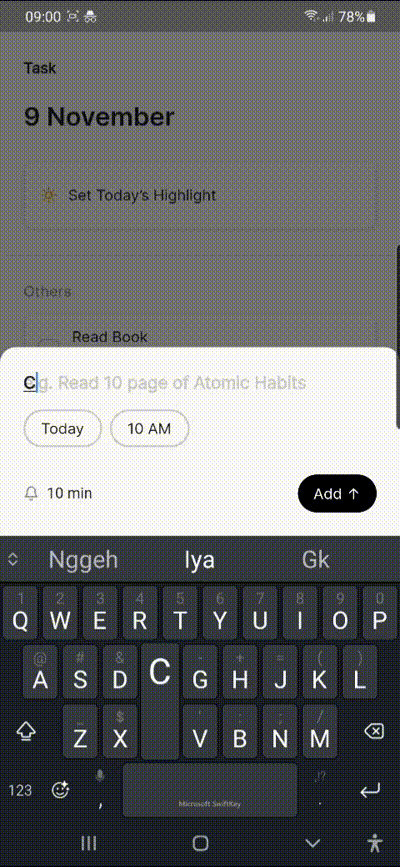 09:00 78%
Task
9 November
Set Today's Highlight
Others
Read Book
Cg. Read 10 page of Atomic Habits
Today 10 AM
10 min Add ↑
Nggeh Iya Gk
1 2 3 4 5 6 7 8 9 0
Q W E R T Y U I O P
@ # & - + = ( )
A S D C G H J K L
_ $ ' : ; /
Z X V B N M
123 , Microsoft SwiftKey .
,!?